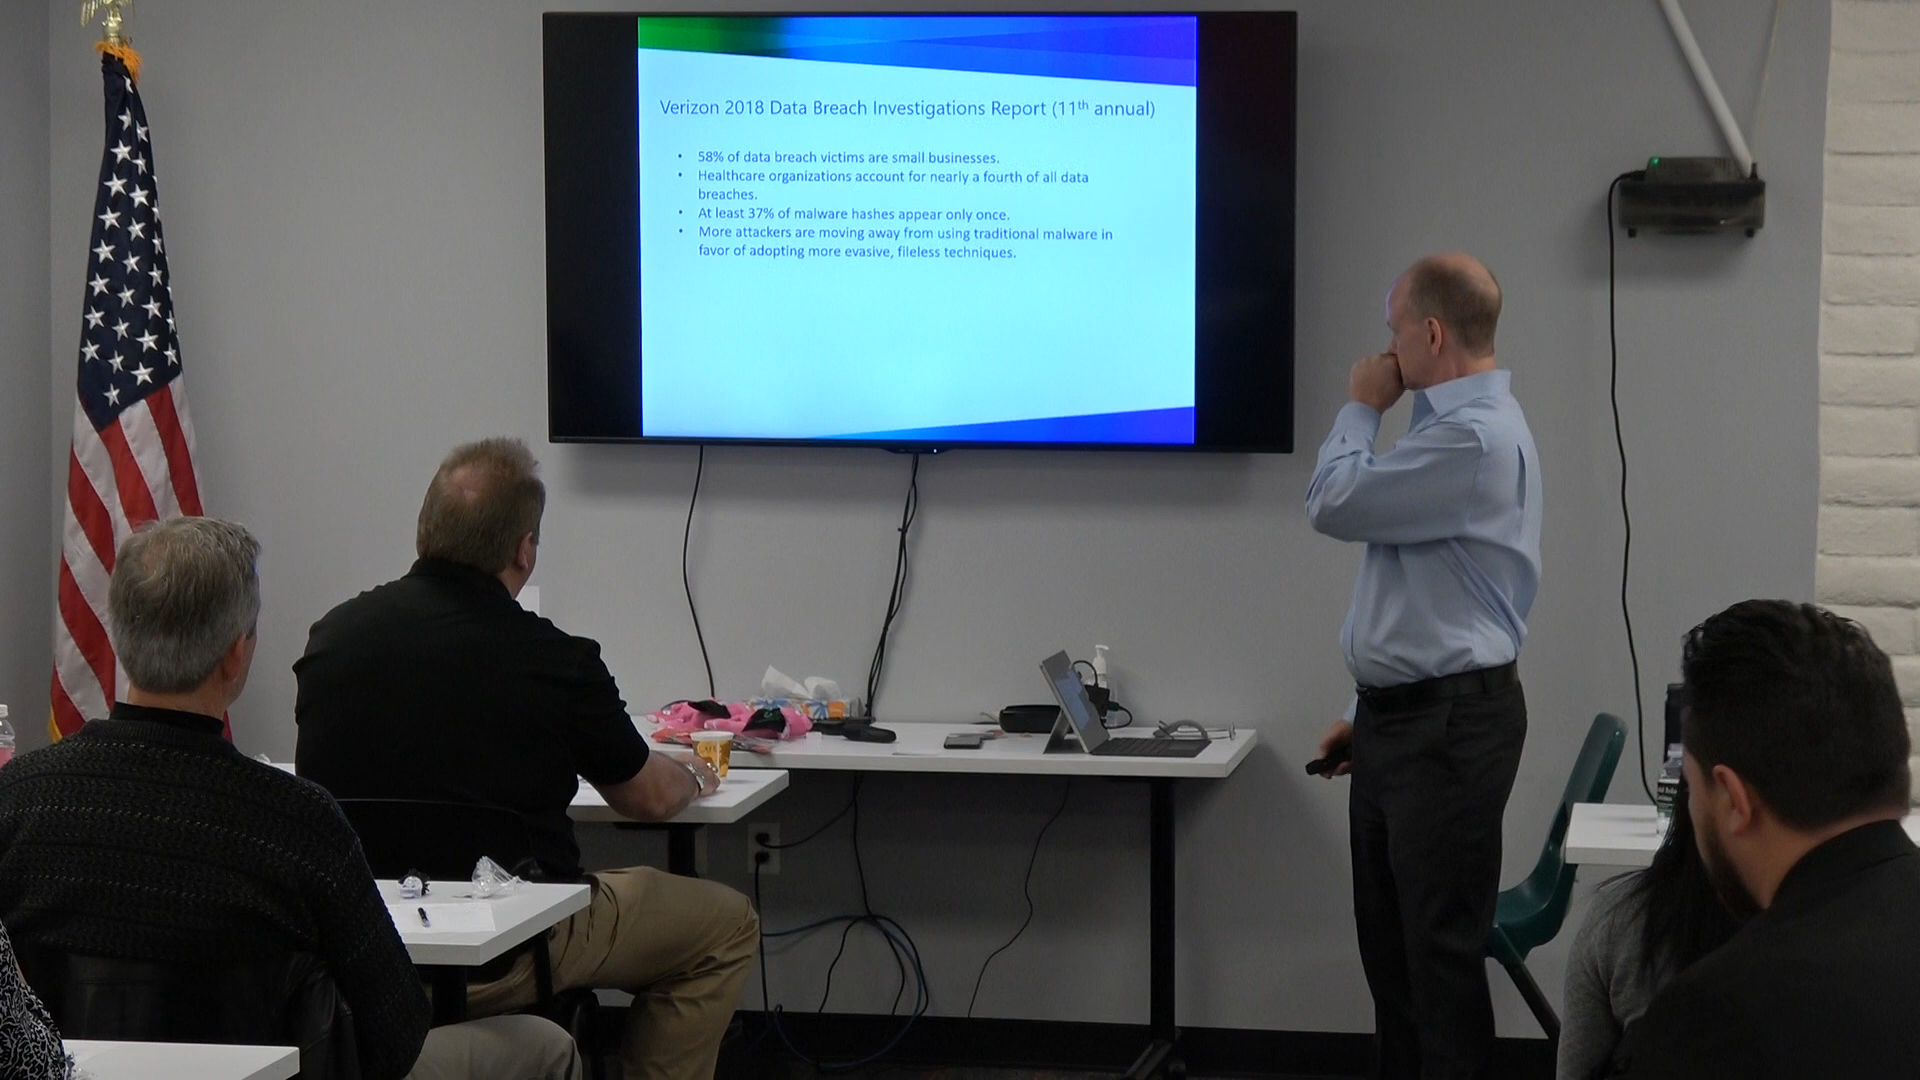 Verizon 2018 Data Breach Investigations Report (11th annual)
• 58% of data breach victims are small businesses.
• Healthcare organizations account for nearly a fourth of all data
breaches.
• At least 37% of malware hashes appear only once.
• More attackers are moving away from using traditional malware in
favor of adopting more evasive, fileless techniques.